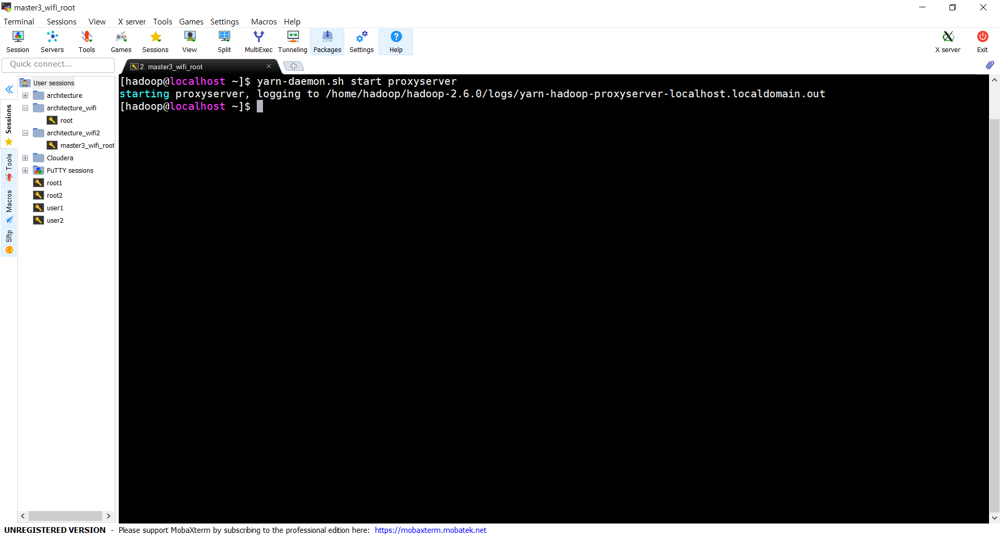 master3_wifi_root
Terminal Sessions View X server Tools Games Settings Macros Help
Session Servers Tools Games Sessions View Split MultiExec Tunneling Packages Settings Help X server Exit
Quick connect...
2. master3_wifi_root
User sessions
architecture
architecture_wifi
root
architecture_wifi2
master3_wifi_root
Cloudera
PuTTY sessions
root1
root2
user1
user2
Sessions
Tools
Macros
Sftp
[hadoop@localhost ~]$ yarn-daemon.sh start proxyserver
starting proxyserver, logging to /home/hadoop/hadoop-2.6.0/logs/yarn-hadoop-proxyserver-localhost.localdomain.out
[hadoop@localhost ~]$
UNREGISTERED VERSION - Please support MobaXterm by subscribing to the professional edition here: https://mobaxterm.mobatek.net